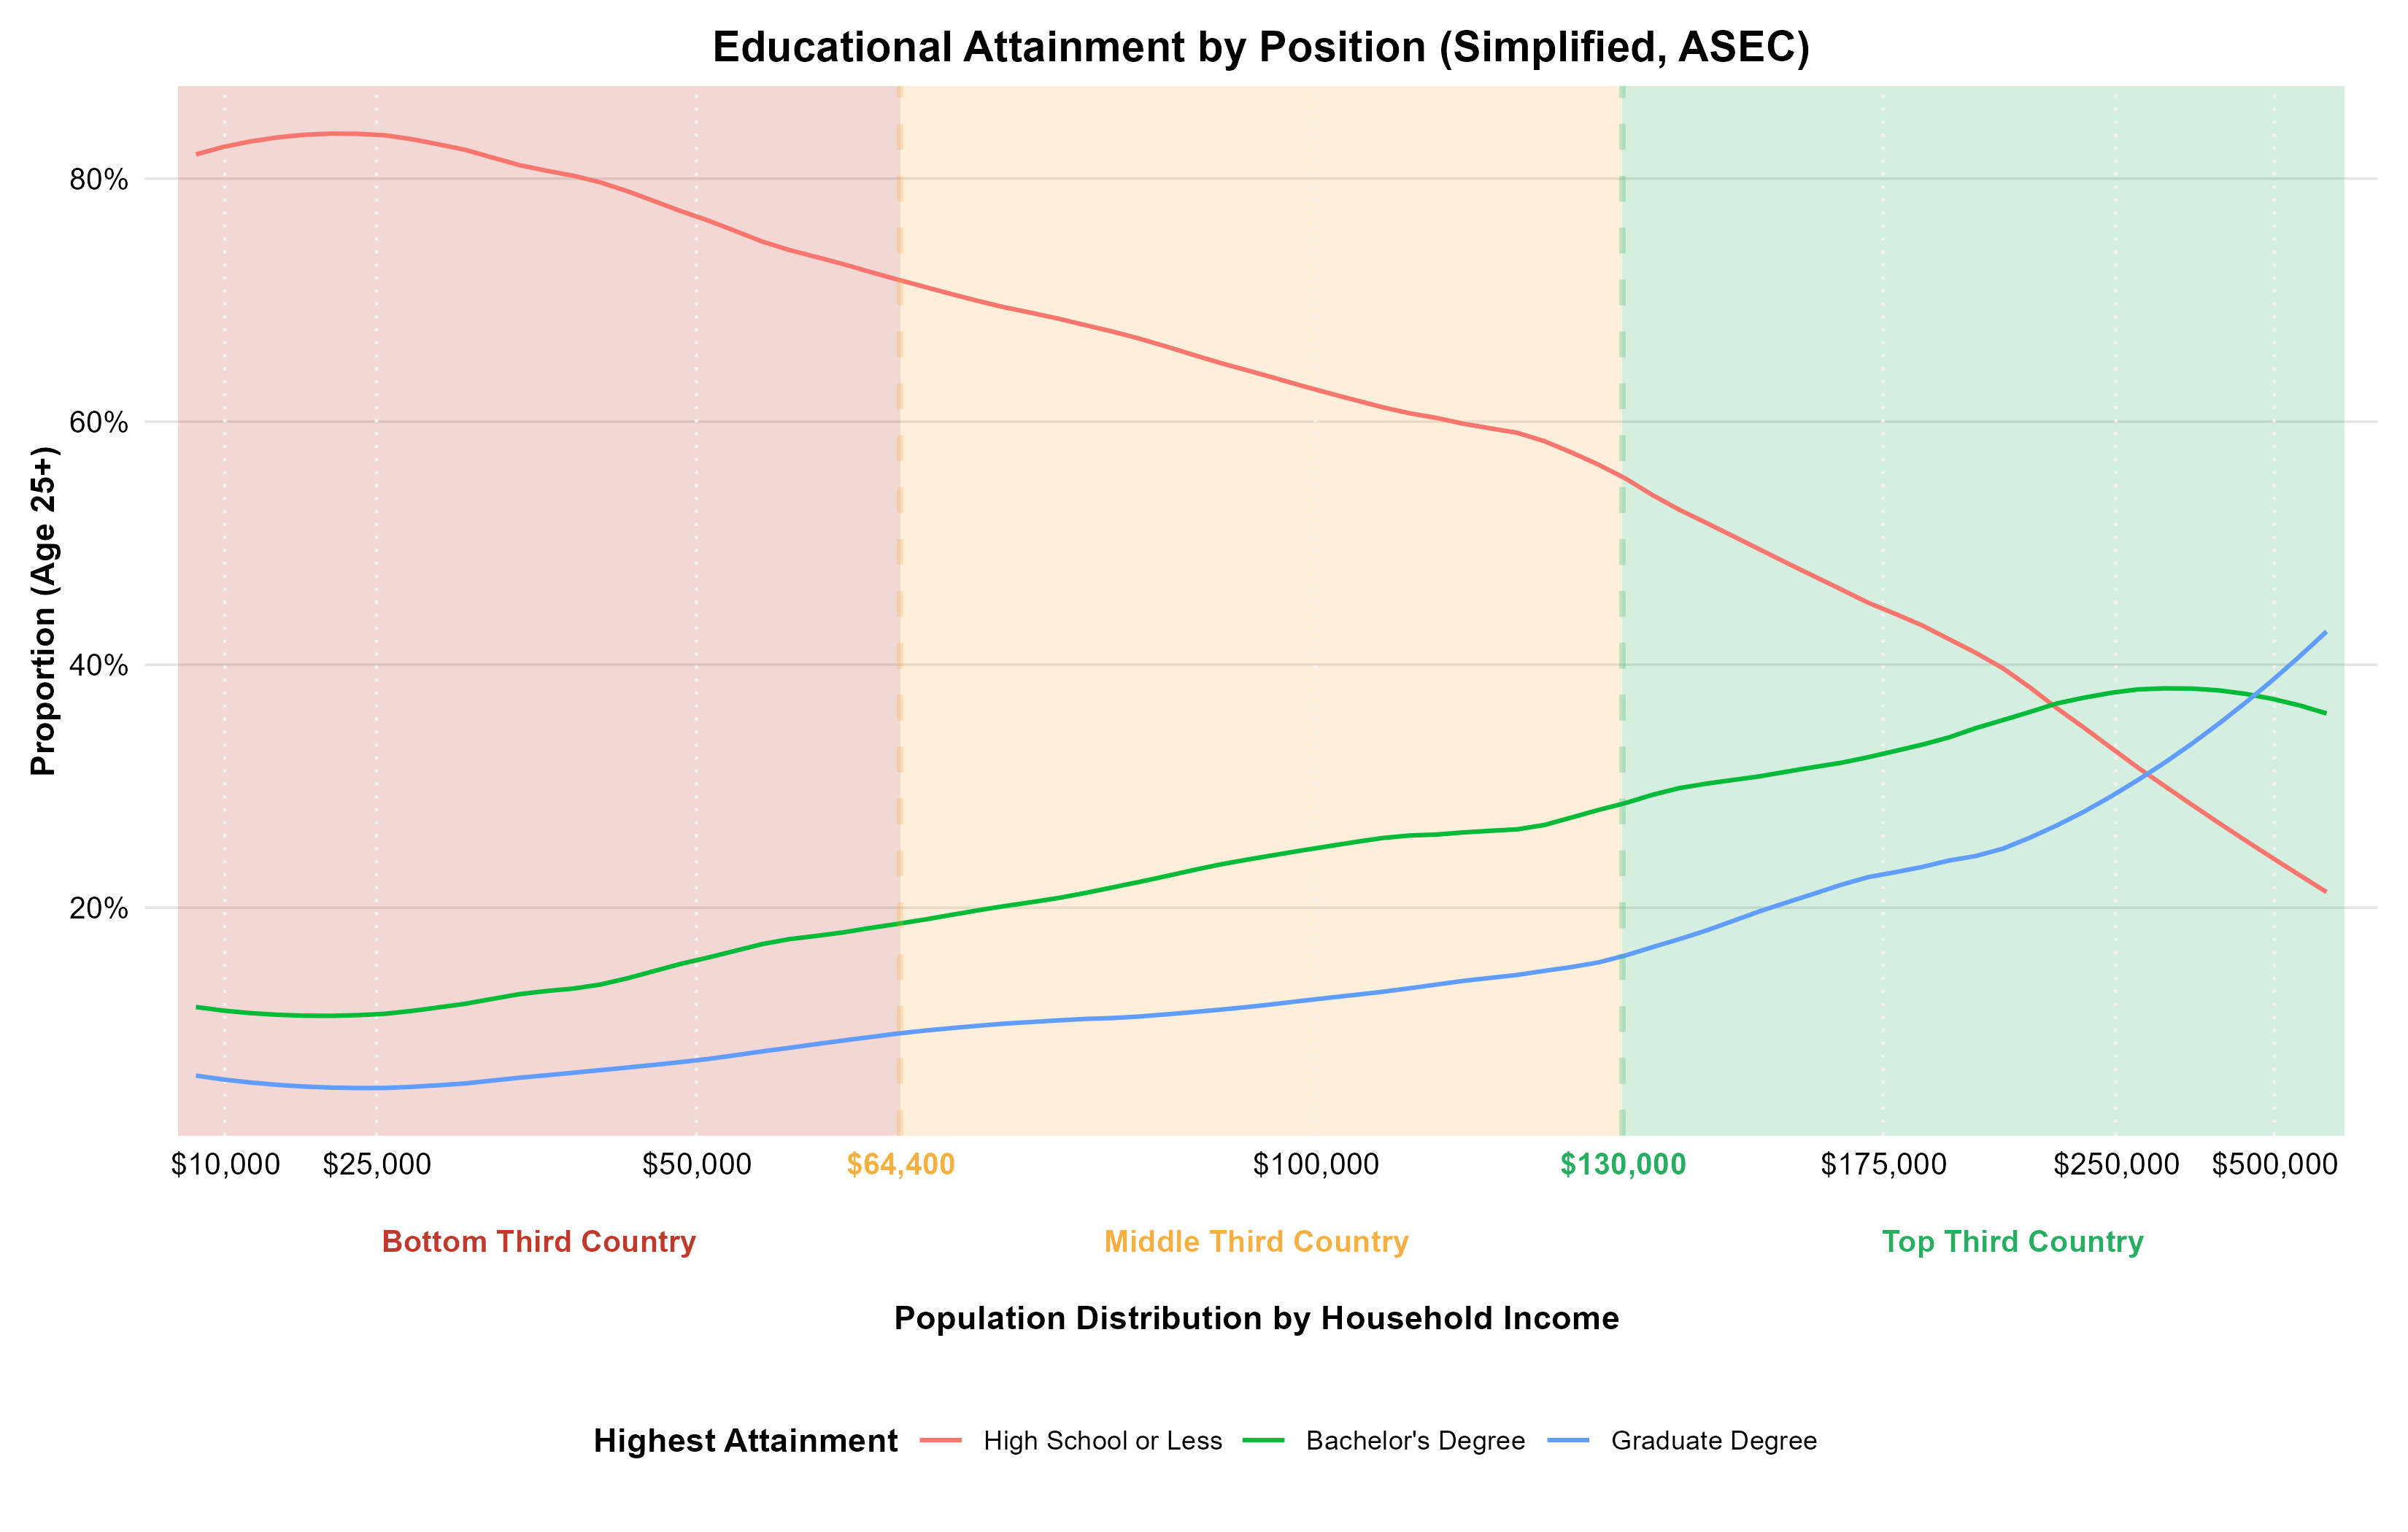 Educational Attainment by Position (Simplified, ASEC)
Proportion (Age 25+)
80%
60%
40%
20%
$10,000 $25,000 $50,000 $64,400 $100,000 $130,000 $175,000 $250,000 $500,000
Bottom Third Country Middle Third Country Top Third Country
Population Distribution by Household Income
Highest Attainment High School or Less Bachelor's Degree Graduate Degree